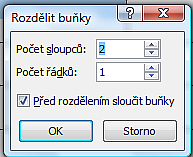 Rozdělit buňky
Počet sloupců: 2
Počet řádků: 1
Před rozdělením sloučit buňky
OK Storno